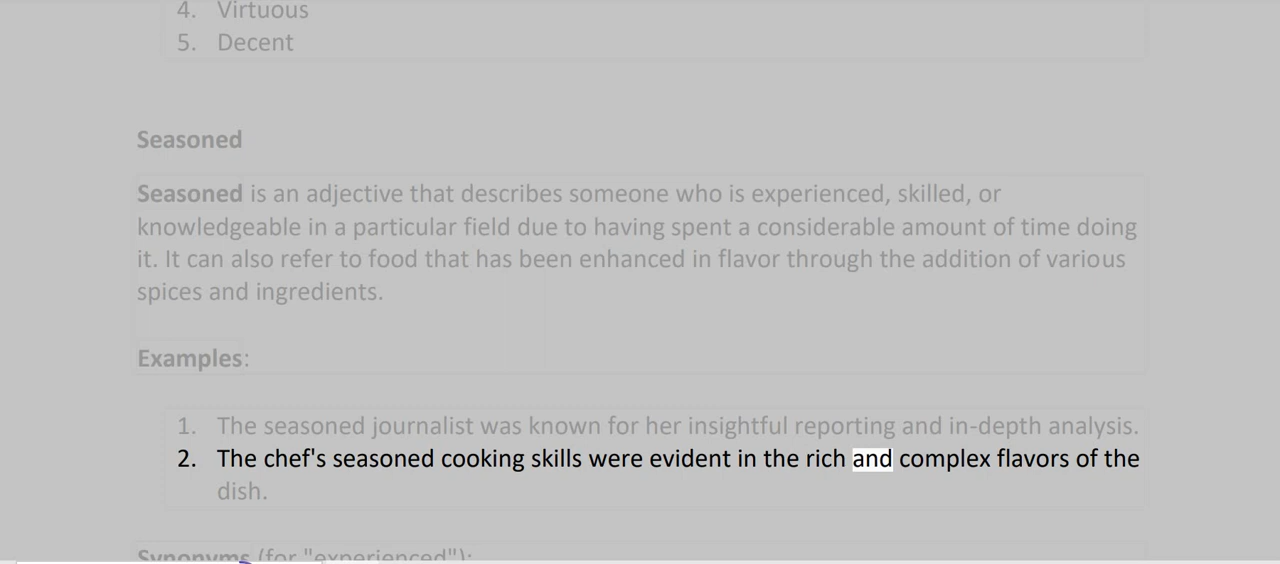 4. Virtuous
5. Decent
Seasoned
Seasoned is an adjective that describes someone who is experienced, skilled, or
knowledgeable in a particular field due to having spent a considerable amount of time doing
it. It can also refer to food that has been enhanced in flavor through the addition of various
spices and ingredients.
Examples:
1. The seasoned journalist was known for her insightful reporting and in-depth analysis.
2. The chef's seasoned cooking skills were evident in the rich and complex flavors of the
dish.
Synonyms (for "experienced"):